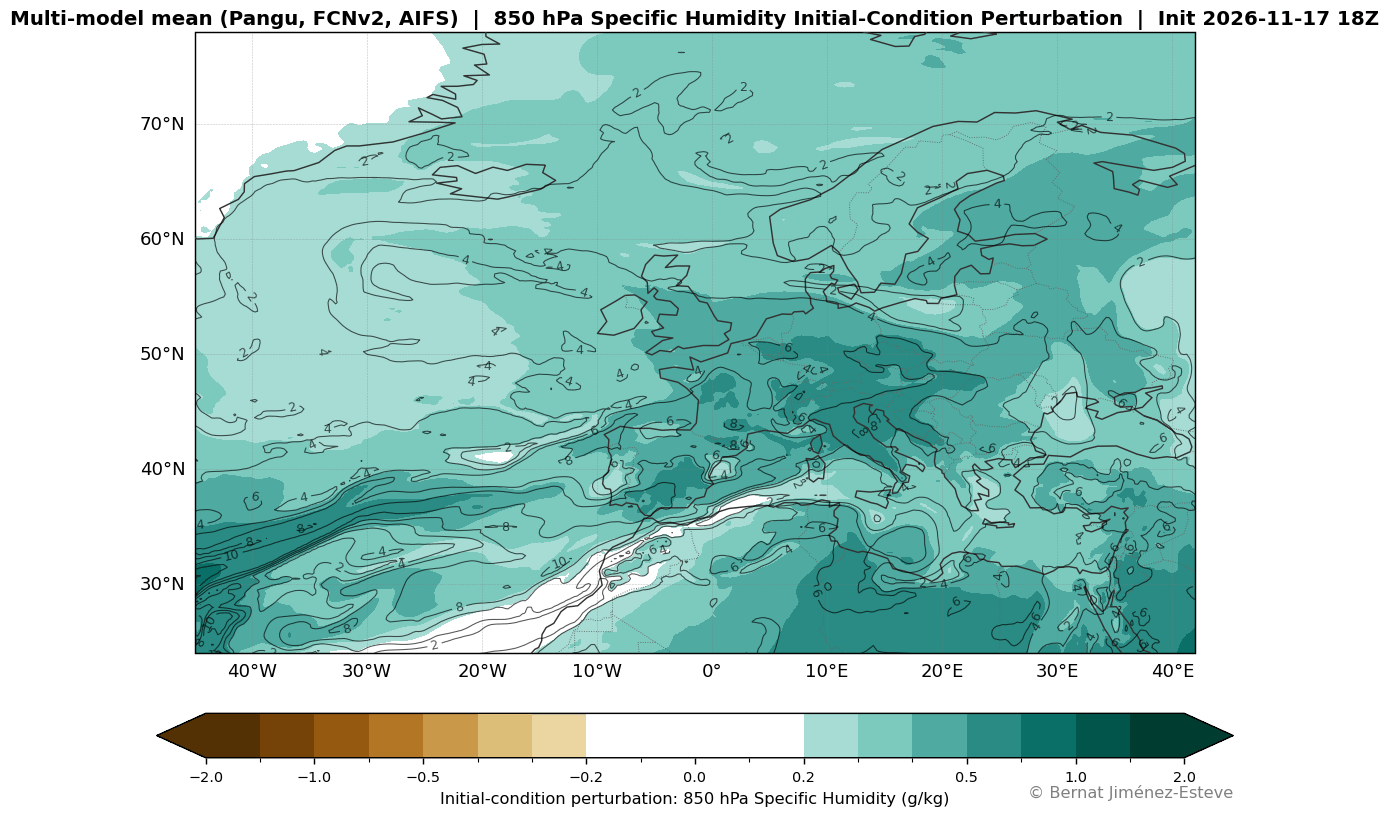 Multi-model mean (Pangu, FCNv2, AIFS) | 850 hPa Specific Humidity Initial-Condition Perturbation | Init 2026-11-17 18Z
70°N
60°N
50°N
40°N
30°N
40°W 30°W 20°W 10°W 0° 10°E 20°E 30°E 40°E
−2.0 −1.0 −0.5 −0.2 0.0 0.2 0.5 1.0 2.0
Initial-condition perturbation: 850 hPa Specific Humidity (g/kg)
© Bernat Jiménez-Esteve